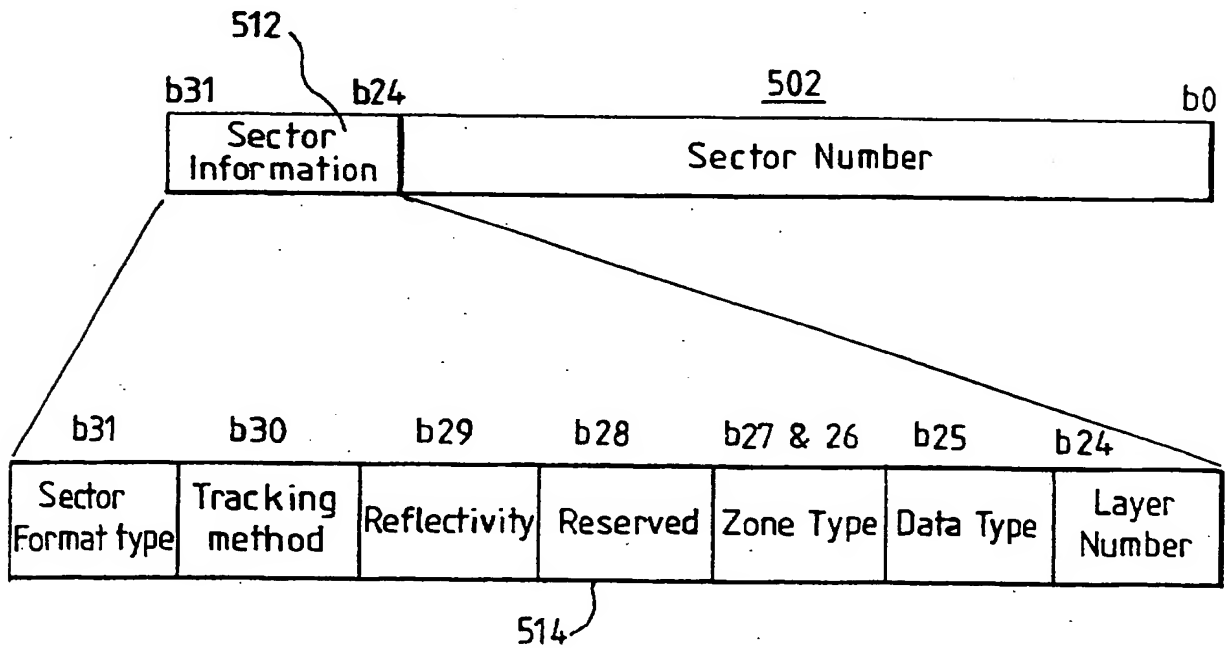 512
b31 b24 502 b0
Sector Information Sector Number
b31 b30 b29 b28 b27 & 26 b25 b24
Sector Format type Tracking method Reflectivity Reserved Zone Type Data Type Layer Number
514